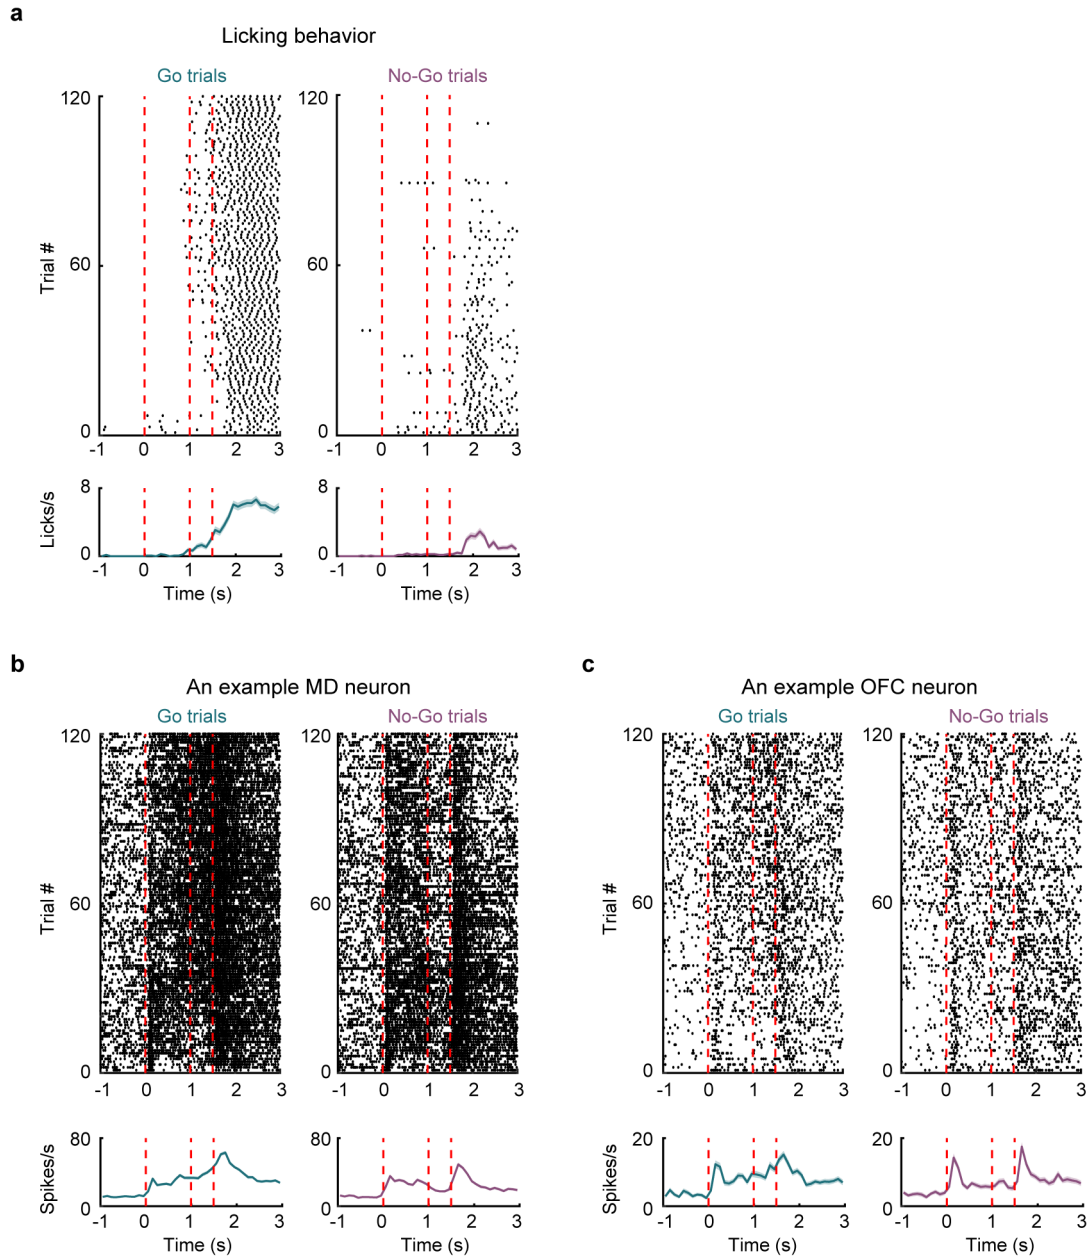 a
Licking behavior
Go trials
No-Go trials
Trial #
120
60
0
-1 0 1 2 3
120
60
0
-1 0 1 2 3
Licks/s
8
0
-1 0 1 2 3
Time (s)
8
0
-1 0 1 2 3
Time (s)
b
An example MD neuron
Go trials
No-Go trials
Trial #
120
60
0
-1 0 1 2 3
120
60
0
-1 0 1 2 3
Spikes/s
80
0
-1 0 1 2 3
Time (s)
80
0
-1 0 1 2 3
Time (s)
c
An example OFC neuron
Go trials
No-Go trials
Trial #
120
60
0
-1 0 1 2 3
120
60
0
-1 0 1 2 3
Spikes/s
20
0
-1 0 1 2 3
Time (s)
20
0
-1 0 1 2 3
Time (s)